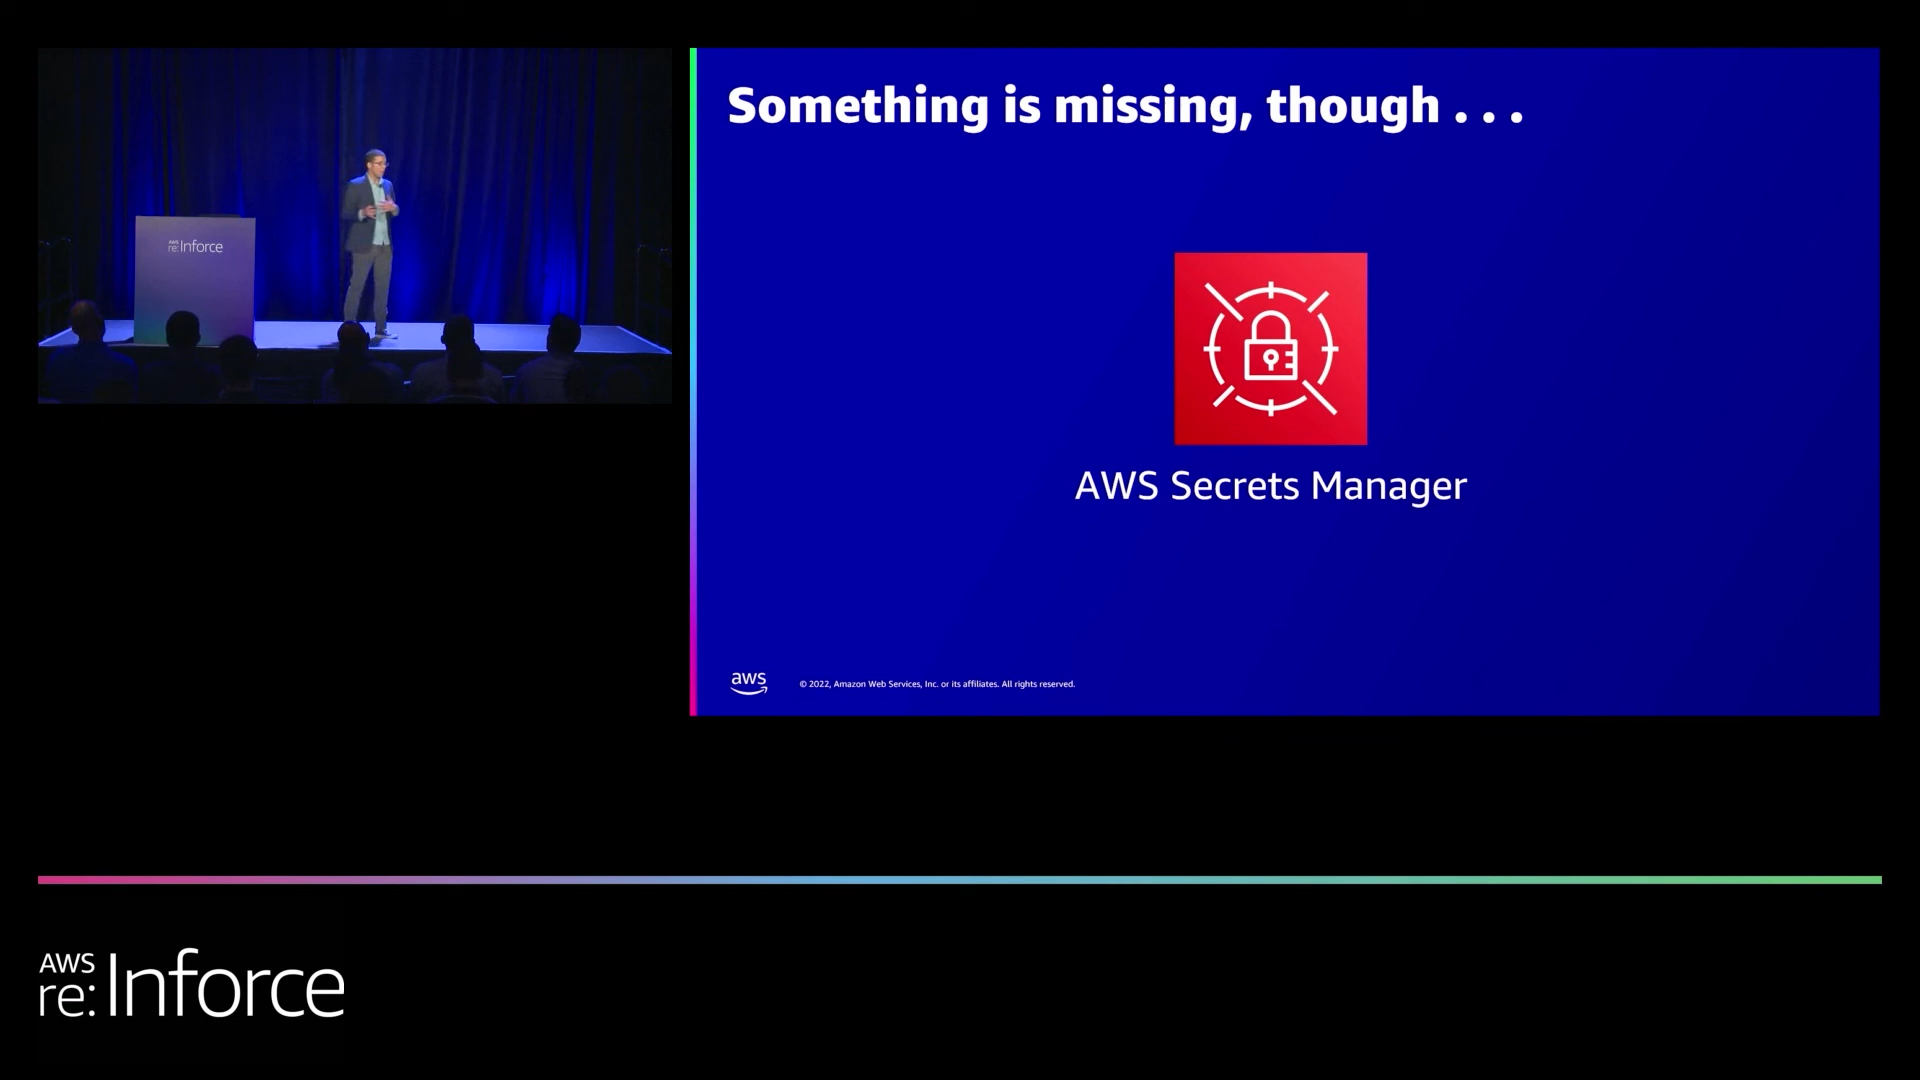 AWS
re:Inforce
Something is missing, though . . .
AWS Secrets Manager
aws
© 2022, Amazon Web Services, Inc. or its affiliates. All rights reserved.
AWS
re:Inforce